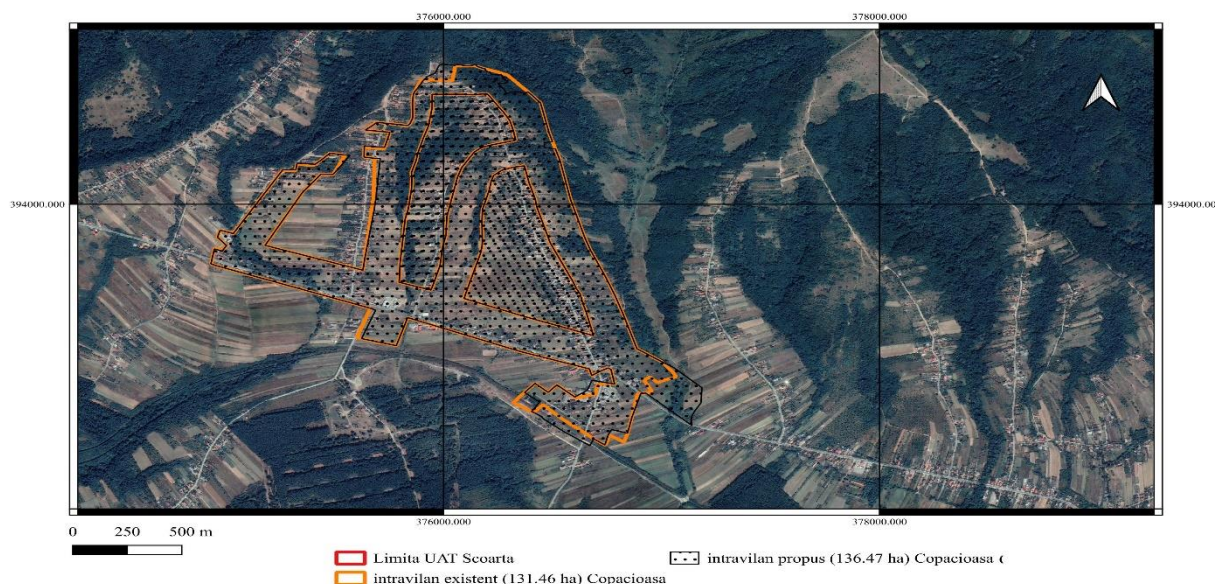 376000.000 378000.000
394000.000 394000.000
376000.000 378000.000
0 250 500 m
Limita UAT Scoarta
intravilan propus (136.47 ha) Copacioasa
intravilan existent (131.46 ha) Copacioasa